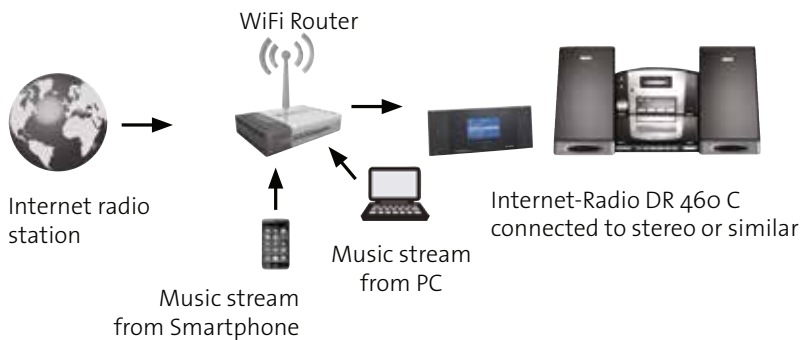 WiFi Router
Internet radio
station
Music stream
from Smartphone
Music stream
from PC
Internet-Radio DR 460 C
connected to stereo or similar